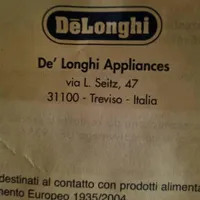 DeLonghi
De' Longhi Appliances
via L. Seitz, 47
31100 - Treviso - Italia
destinati al contatto con prodotti alimenta
mento Europeo 1935/2004